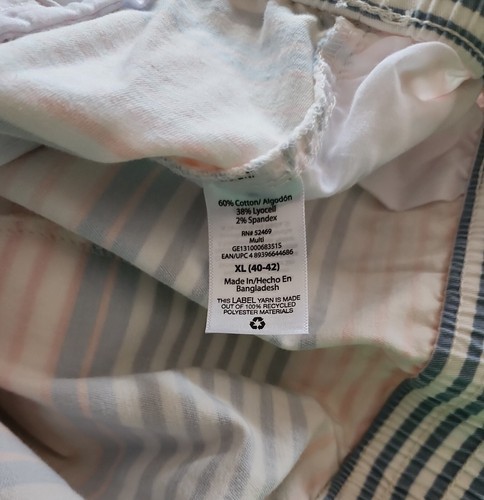 60% Cotton/ Algodón
38% Lyocell
2% Spandex
RN# 52469
Multi
GE131000683515
EAN/UPC 4 89396644686
XL (40-42)
Made In/Hecho En
Bangladesh
THIS LABEL YARN IS MADE
OUT OF 100% RECYCLED
POLYESTER MATERIALS